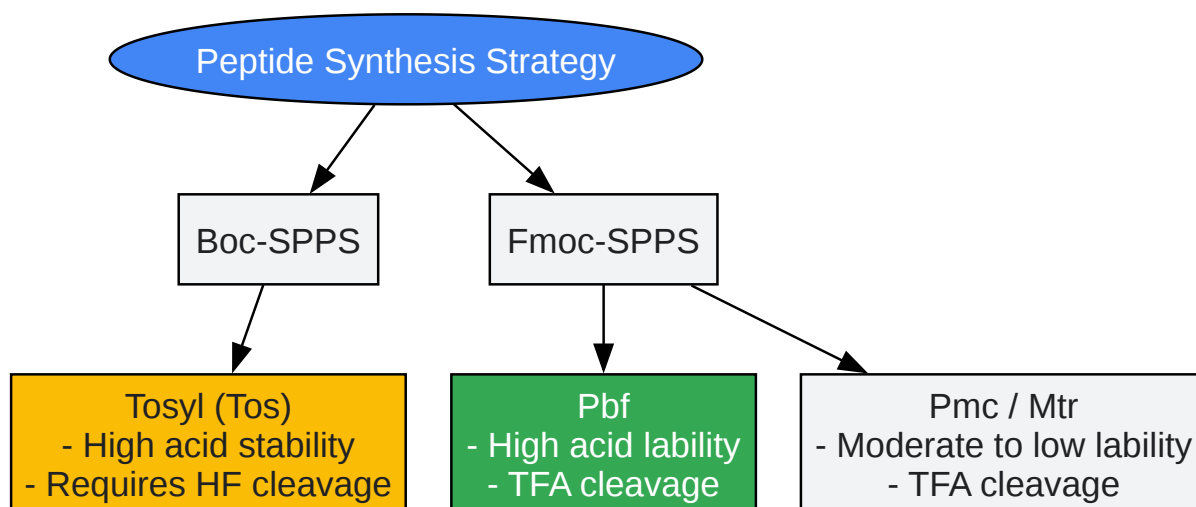 Peptide Synthesis Strategy
Boc-SPPS
Fmoc-SPPS
Tosyl (Tos)
- High acid stability
- Requires HF cleavage
Pbf
- High acid lability
- TFA cleavage
Pmc / Mtr
- Moderate to low lability
- TFA cleavage